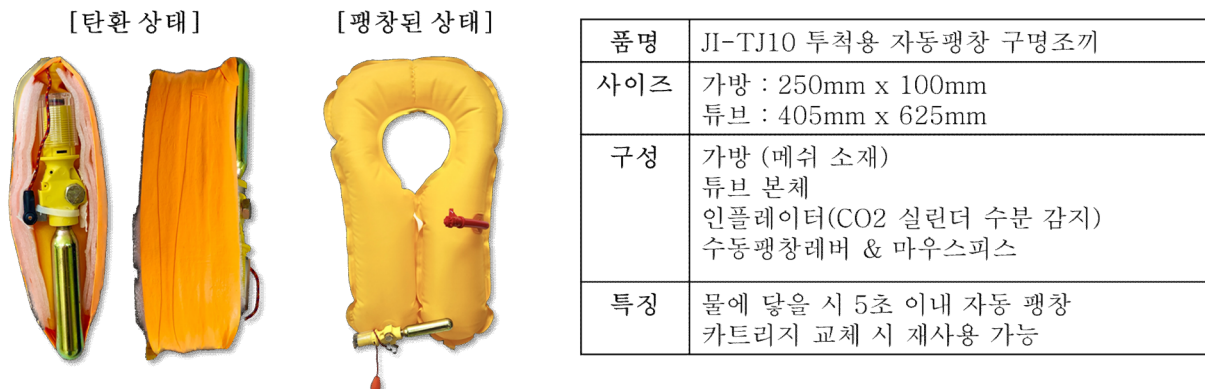 [탄환 상태]
[팽창된 상태]
품명
JI-TJ10 투척용 자동팽창 구명조끼
사이즈
가방 : 250mm x 100mm
튜브 : 405mm x 625mm
구성
가방 (메쉬 소재)
튜브 본체
인플레이터(CO2 실린더 수분 감지)
수동팽창레버 & 마우스피스
특징
물에 닿을 시 5초 이내 자동 팽창
카트리지 교체 시 재사용 가능